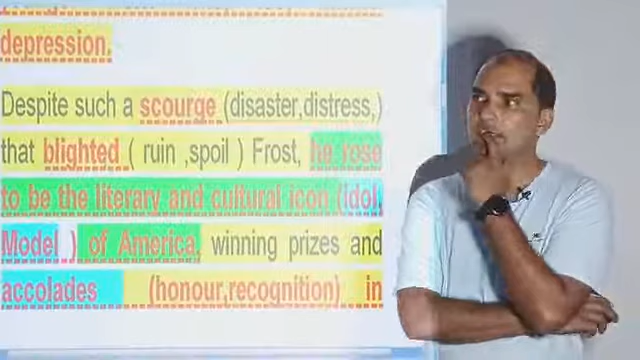 depression.
Despite such a scourge (disaster,distress,)
that blighted ( ruin ,spoil ) Frost, he rose
to be the literary and cultural icon (Idol,
Model ) of America, winning prizes and
accolades (honour,recognition) in